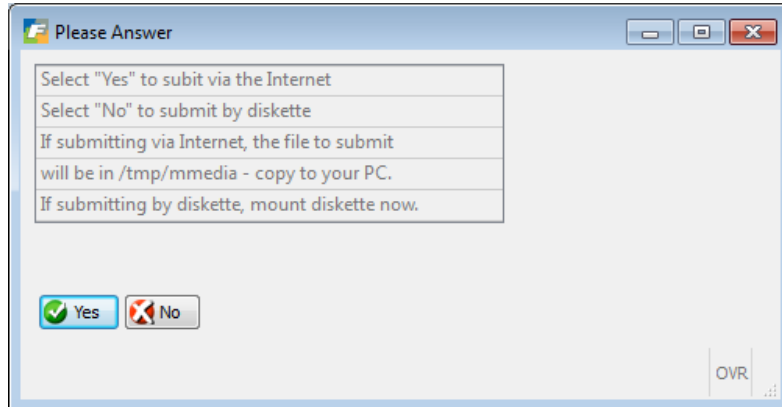 Please Answer
Select "Yes" to subit via the Internet
Select "No" to submit by diskette
If submitting via Internet, the file to submit
will be in /tmp/mmedia - copy to your PC.
If submitting by diskette, mount diskette now.
Yes No
OVR